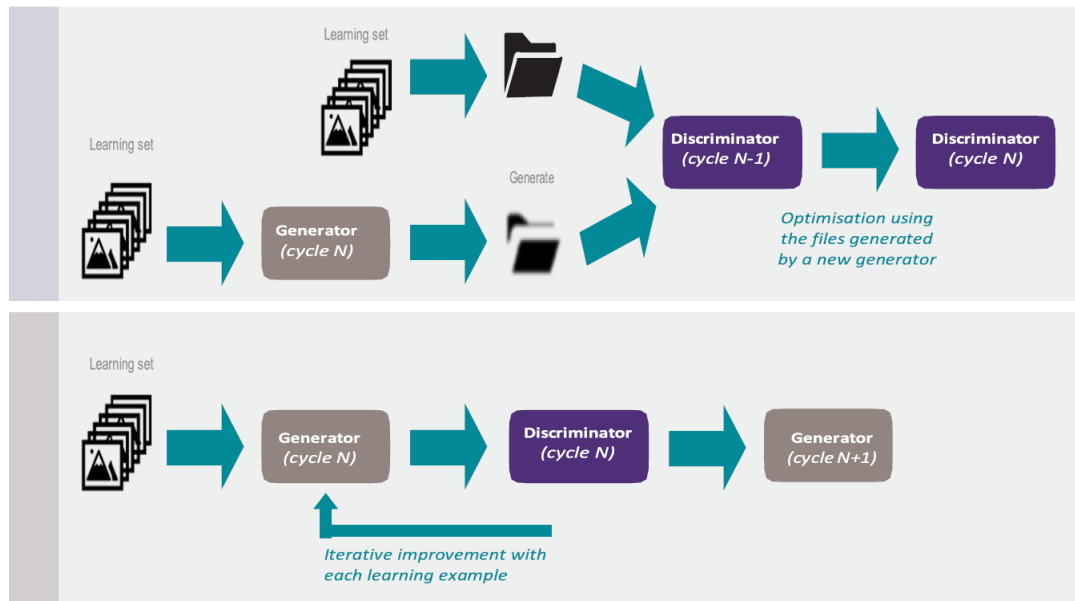 Learning set
Learning set
Discriminator
(cycle N-1)
Discriminator
(cycle N)
Generate
Generator
(cycle N)
Optimisation using
the files generated
by a new generator
Learning set
Generator
(cycle N)
Discriminator
(cycle N)
Generator
(cycle N+1)
Iterative improvement with
each learning example